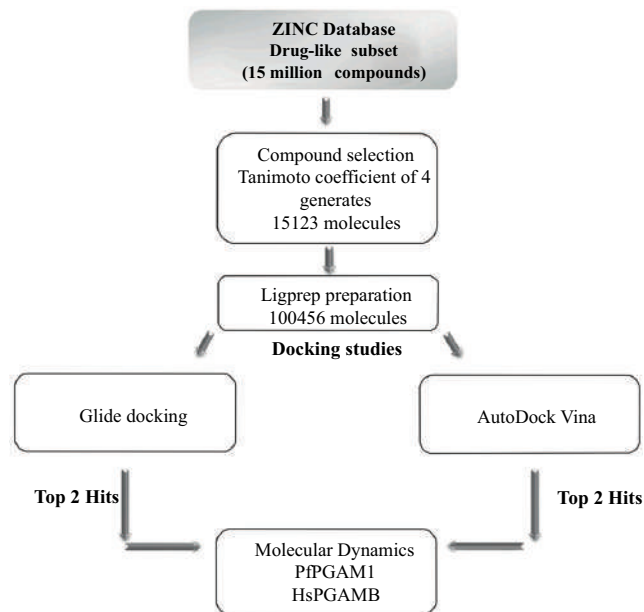 ZINC Database
Drug-like subset
(15 million compounds)
Compound selection
Tanimoto coefficient of 4
generates
15123 molecules
Ligprep preparation
100456 molecules
Docking studies
Glide docking
AutoDock Vina
Top 2 Hits
Top 2 Hits
Molecular Dynamics
PfPGAM1
HsPGAMB